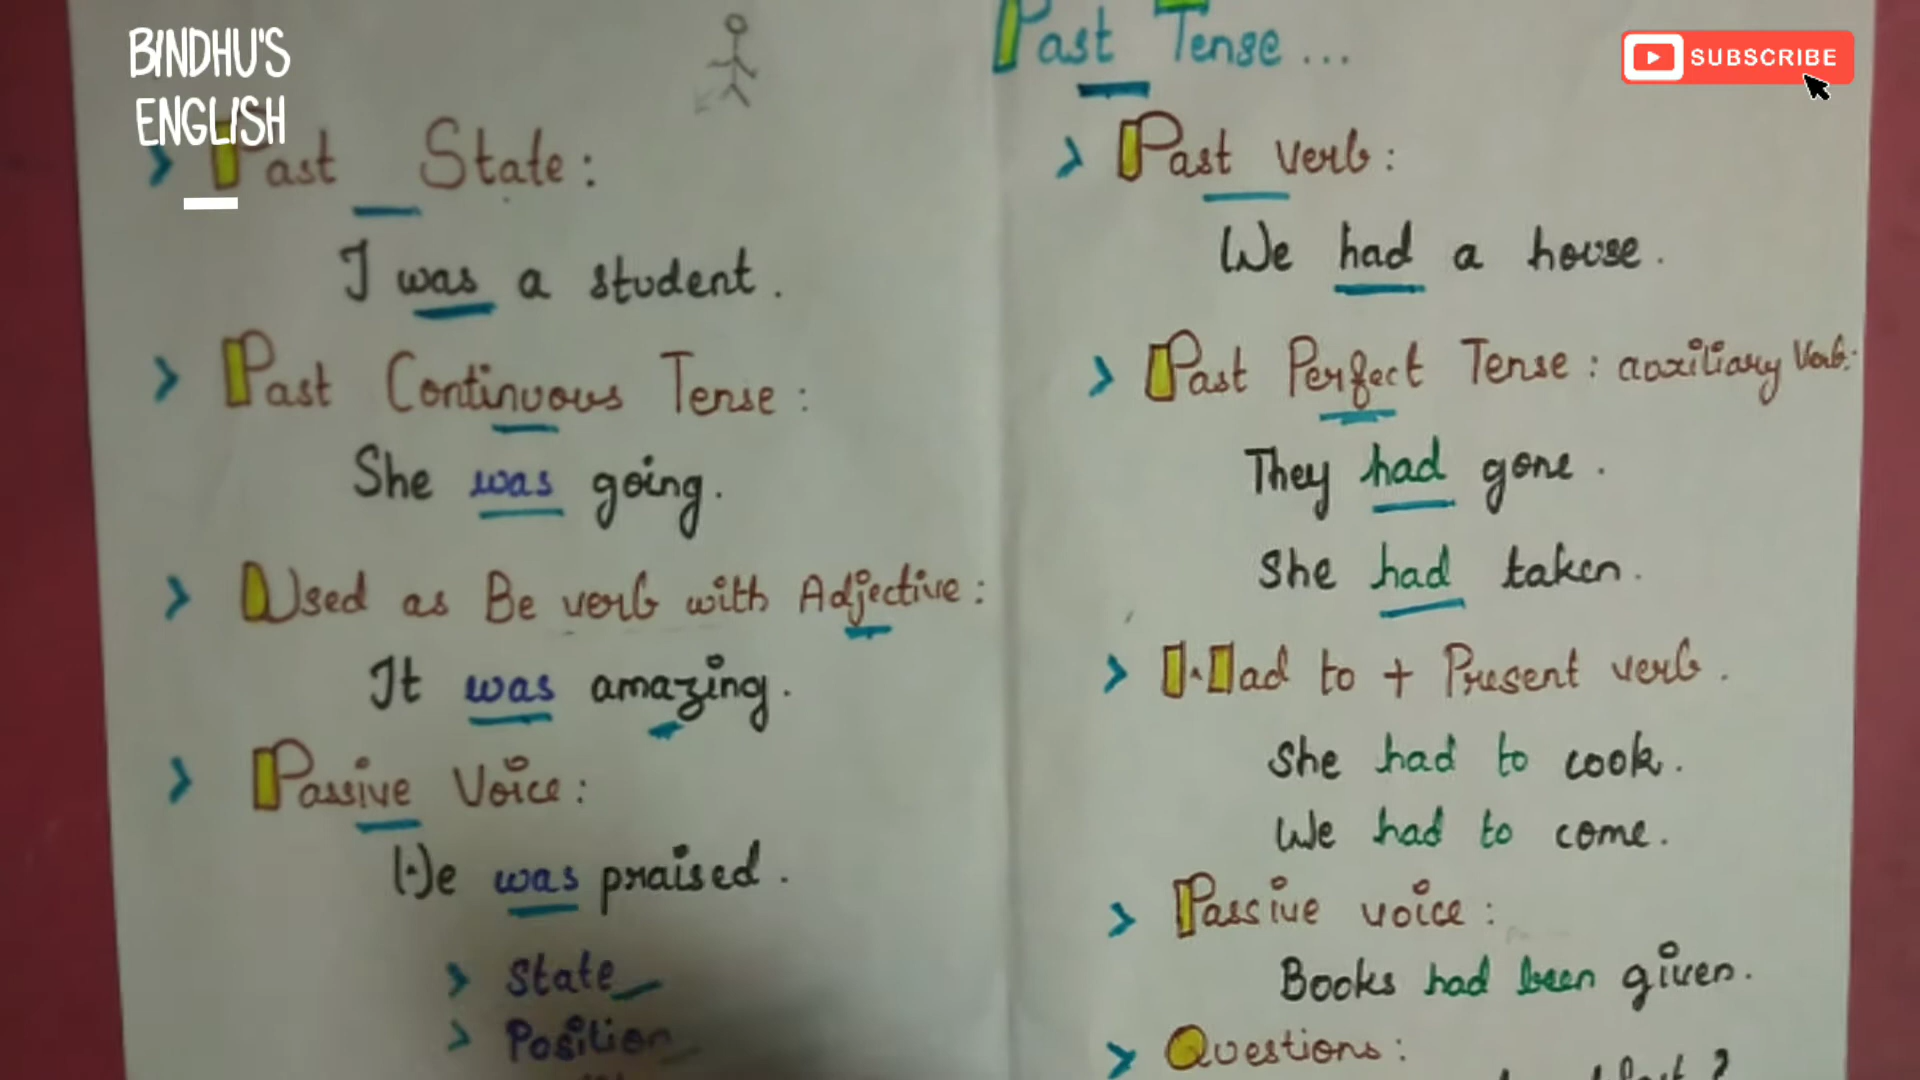 BINDHU'S
ENGLISH
SUBSCRIBE
Past State:
I was a student.
Past Continuous Tense:
She was going.
Used as Be verb with Adjective:
It was amazing.
Passive Voice:
He was praised.
State
Position
Past Tense...
Past verb:
We had a house.
Past Perfect Tense: auxiliary Verb:
They had gone.
She had taken.
Had to + Present verb.
She had to cook.
We had to come.
Passive voice:
Books had been given.
Questions: